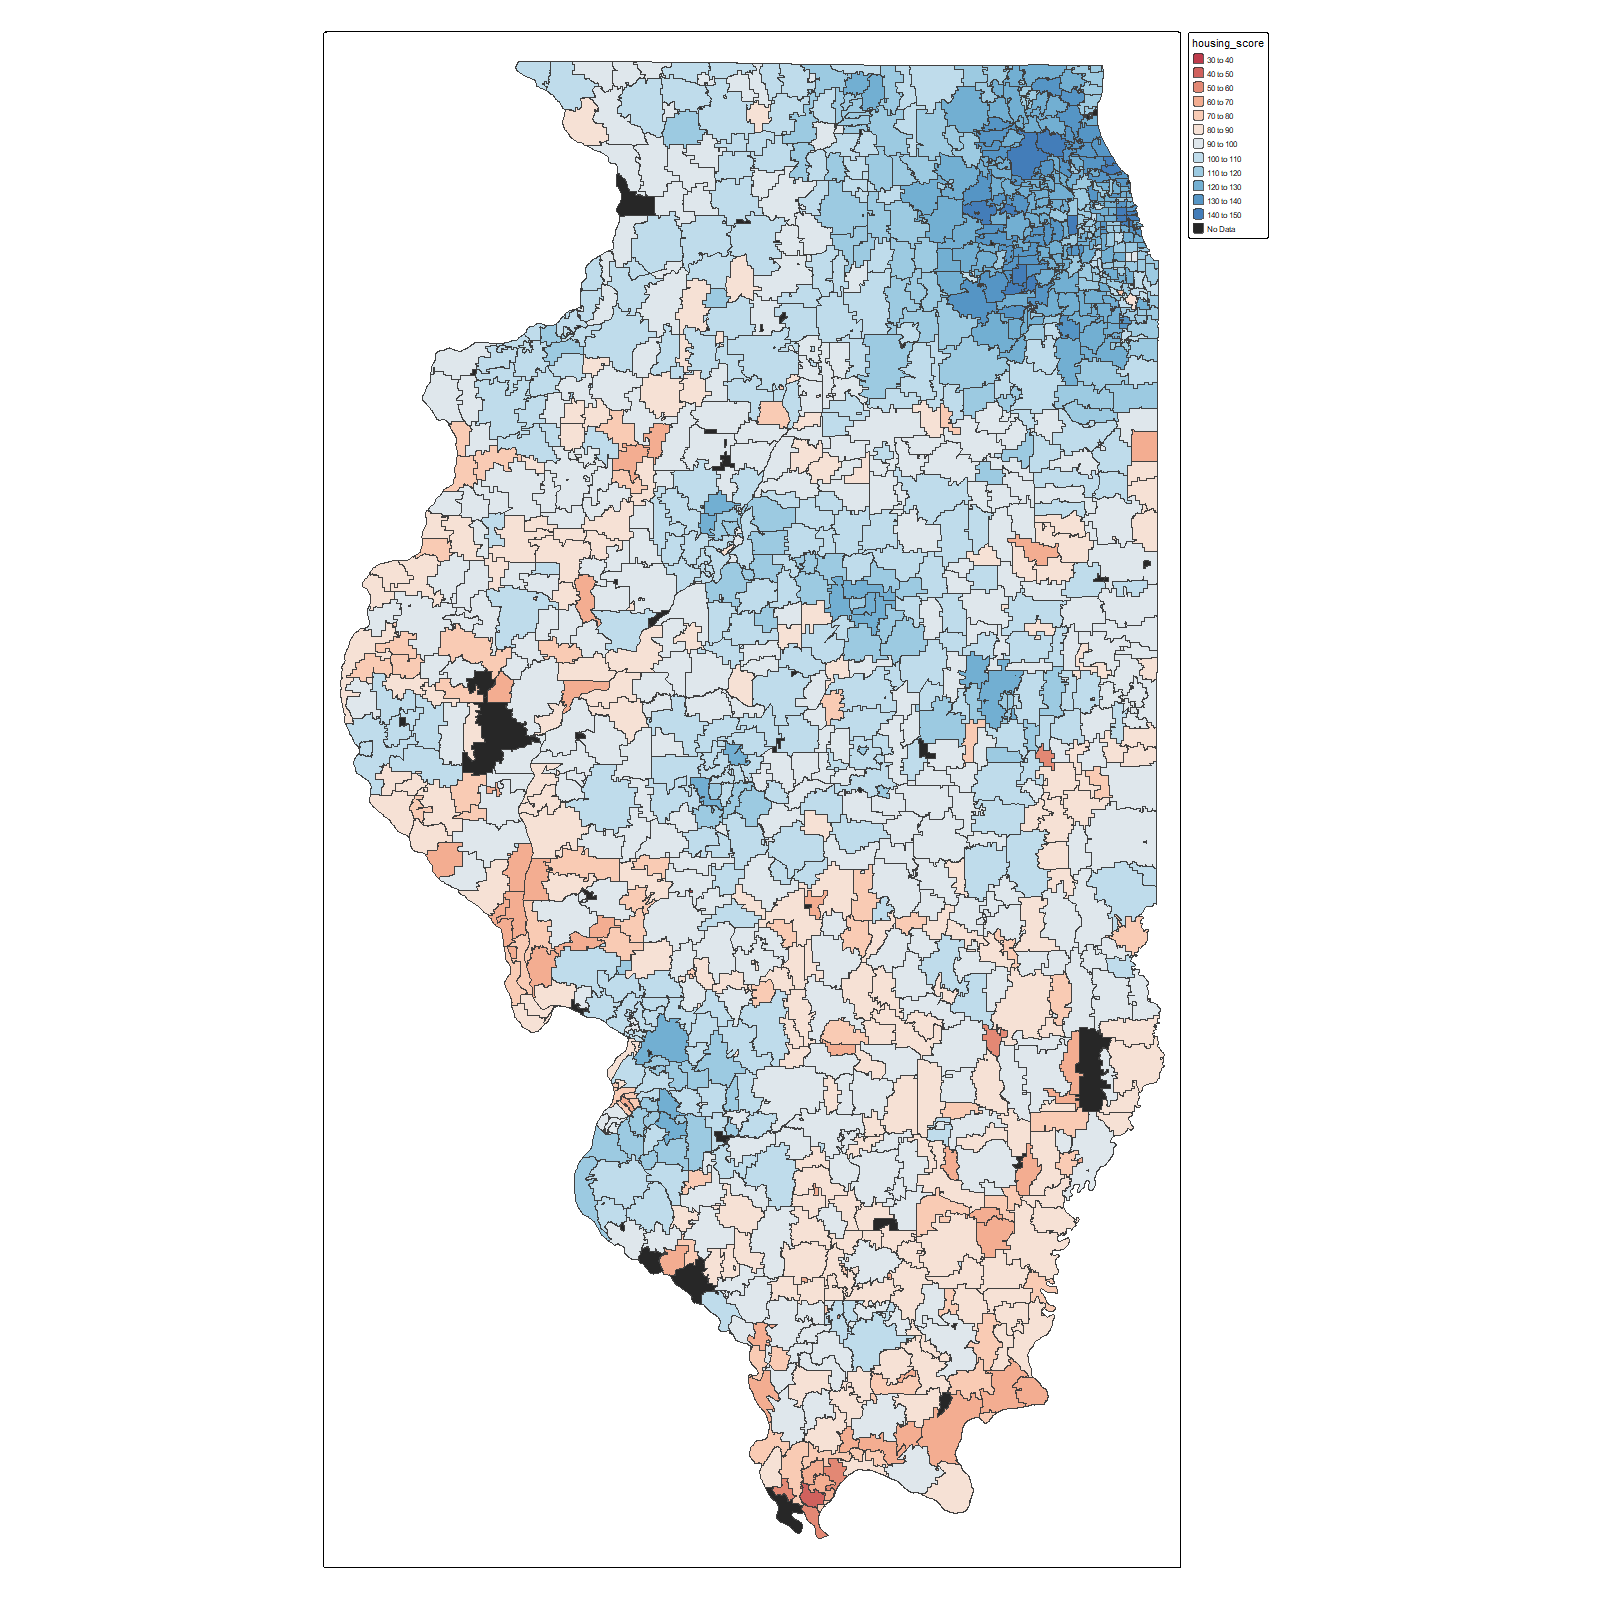 housing_score
30 to 40
40 to 50
50 to 60
60 to 70
70 to 80
80 to 90
90 to 100
100 to 110
110 to 120
120 to 130
130 to 140
140 to 150
No Data